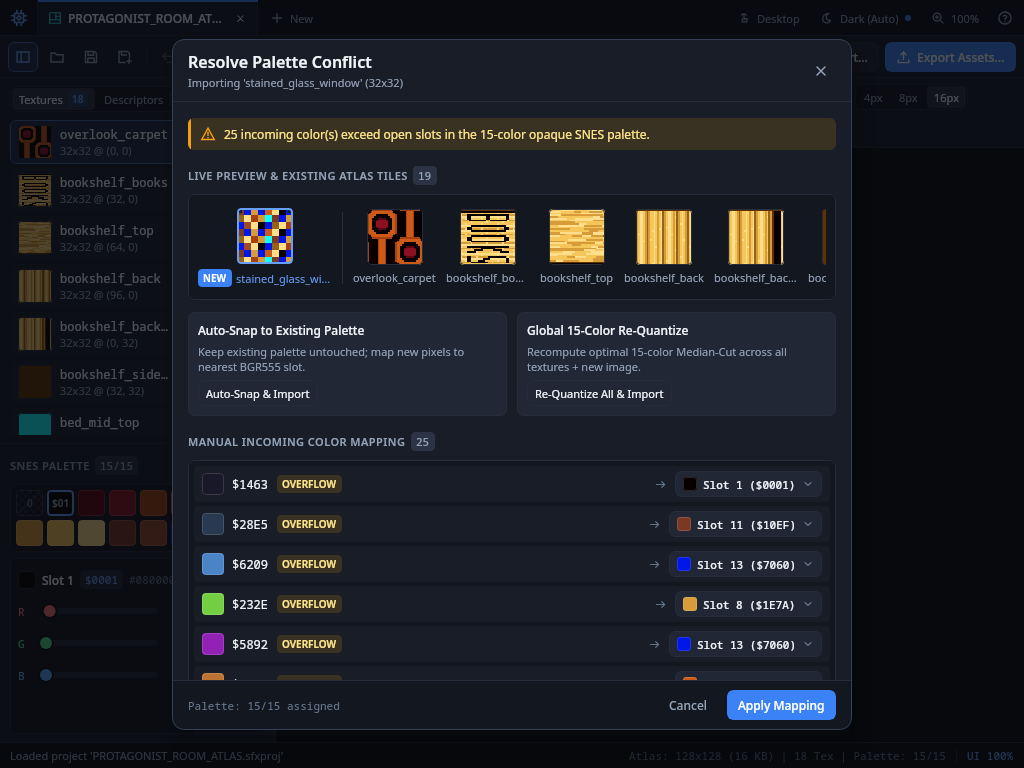 PROTAGONIST_ROOM_AT...
New
Desktop
Dark (Auto)
100%
Export Assets...
Textures 18
Descriptors
4px 8px 16px
overlook_carpet
32x32 @ (0, 0)
bookshelf_books
32x32 @ (32, 0)
bookshelf_top
32x32 @ (64, 0)
bookshelf_back
32x32 @ (96, 0)
bookshelf_back…
32x32 @ (0, 32)
bookshelf_side…
32x32 @ (32, 32)
bed_mid_top
SNES PALETTE 15/15
0 $01
Slot 1 $0001
R
G
B
Resolve Palette Conflict
Importing 'stained_glass_window' (32x32)
25 incoming color(s) exceed open slots in the 15-color opaque SNES palette.
LIVE PREVIEW & EXISTING ATLAS TILES 19
NEW stained_glass_wi...
overlook_carpet
bookshelf_bo...
bookshelf_top
bookshelf_back
bookshelf_bac...
Auto-Snap to Existing Palette
Keep existing palette untouched; map new pixels to
nearest BGR555 slot.
Auto-Snap & Import
Global 15-Color Re-Quantize
Recompute optimal 15-color Median-Cut across all
textures + new image.
Re-Quantize All & Import
MANUAL INCOMING COLOR MAPPING 25
$1463 OVERFLOW → Slot 1 ($0001)
$28E5 OVERFLOW → Slot 11 ($10EF)
$6209 OVERFLOW → Slot 13 ($7060)
$232E OVERFLOW → Slot 8 ($1E7A)
$5892 OVERFLOW → Slot 13 ($7060)
Palette: 15/15 assigned
Cancel
Apply Mapping
Loaded project 'PROTAGONIST_ROOM_ATLAS.sfxproj'
Atlas: 128x128 (16 KB) | 18 Tex | Palette: 15/15 | UI 100%